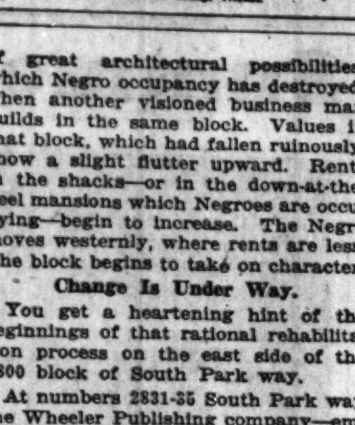 f great architectural possibilities
hich Negro occupancy has destroyed
hen another visioned business ma
uilds in the same block. Values i
hat block, which had fallen ruinously
how a slight flutter upward. Rent
n the shacks—or in the down-at-the
eel mansions which Negroes are occu
ying—begin to increase. The Negr
noves westernly, where rents are less
he block begins to take on character
Change Is Under Way.
You get a heartening hint of th
eginnings of that rational rehabilita
on process on the east side of th
800 block of South Park way.
At numbers 2831-35 South Park way
he Wheeler Publishing company—em